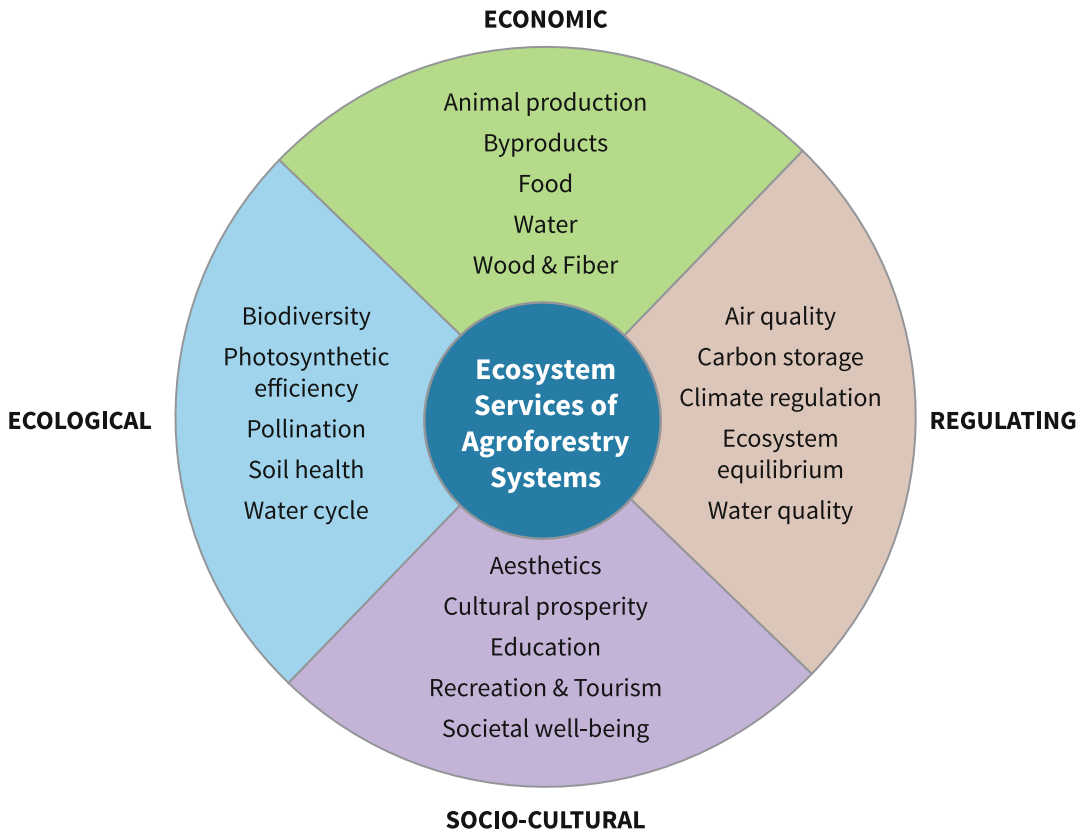 ECONOMIC
Animal production
Byproducts
Food
Water
Wood & Fiber
ECOLOGICAL
Biodiversity
Photosynthetic
efficiency
Pollination
Soil health
Water cycle
Ecosystem
Services of
Agroforestry
Systems
Air quality
Carbon storage
Climate regulation
Ecosystem
equilibrium
Water quality
REGULATING
Aesthetics
Cultural prosperity
Education
Recreation & Tourism
Societal well-being
SOCIO-CULTURAL